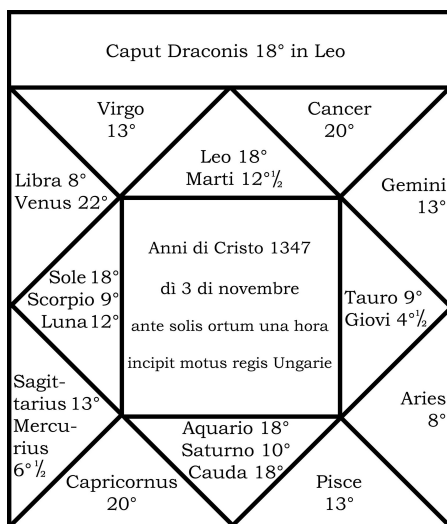 Caput Draconis 18° in Leo
Virgo
13°
Cancer
20°
Leo 18°
Marti 12°½
Libra 8°
Venus 22°
Gemini
13°
Anni di Cristo 1347
dì 3 di novembre
ante solis ortum una hora
incipit motus regis Ungarie
Sole 18°
Scorpio 9°
Luna 12°
Tauro 9°
Giovi 4°½
Sagit-
tarius 13°
Mercu-
rius
6°½
Aries
8°
Aquario 18°
Saturno 10°
Cauda 18°
Capricornus
20°
Pisce
13°